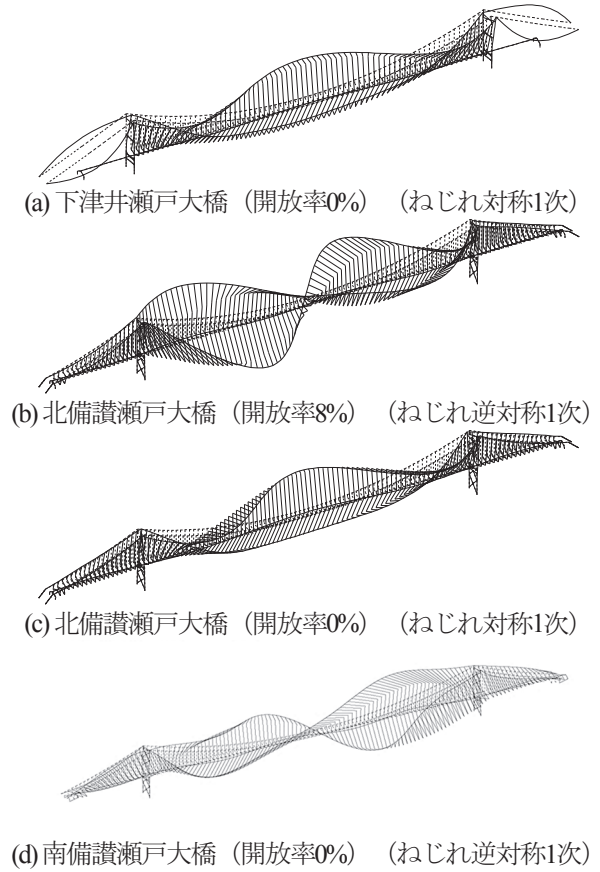 (a) 下津井瀬戸大橋（開放率0%）（ねじれ対称1次）
(b) 北備讃瀬戸大橋（開放率8%）（ねじれ逆対称1次）
(c) 北備讃瀬戸大橋（開放率0%）（ねじれ対称1次）
(d) 南備讃瀬戸大橋（開放率0%）（ねじれ逆対称1次）